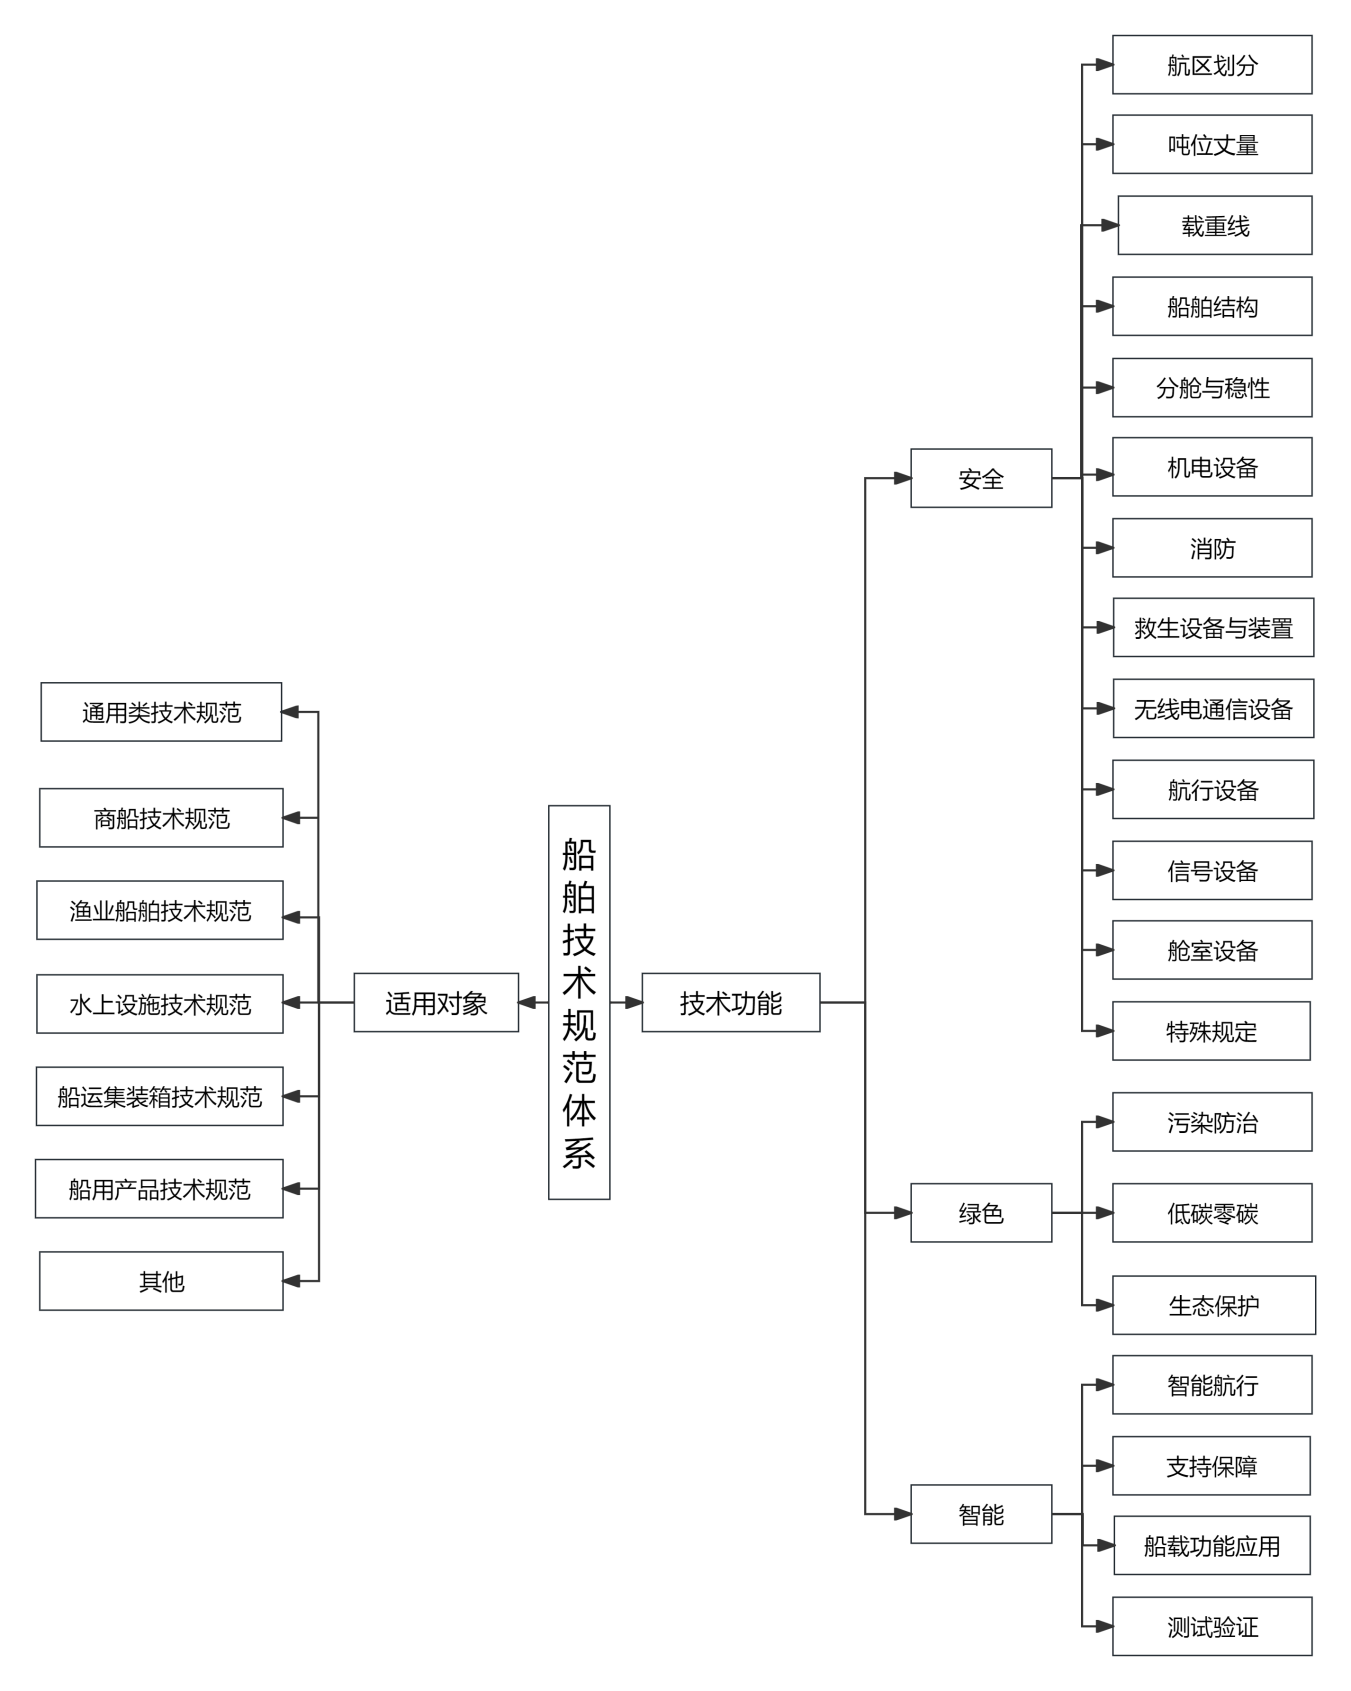 船舶技术规范体系
适用对象
通用类技术规范
商船技术规范
渔业船舶技术规范
水上设施技术规范
船运集装箱技术规范
船用产品技术规范
其他
技术功能
安全
航区划分
吨位丈量
载重线
船舶结构
分舱与稳性
机电设备
消防
救生设备与装置
无线电通信设备
航行设备
信号设备
舱室设备
特殊规定
绿色
污染防治
低碳零碳
生态保护
智能
智能航行
支持保障
船载功能应用
测试验证